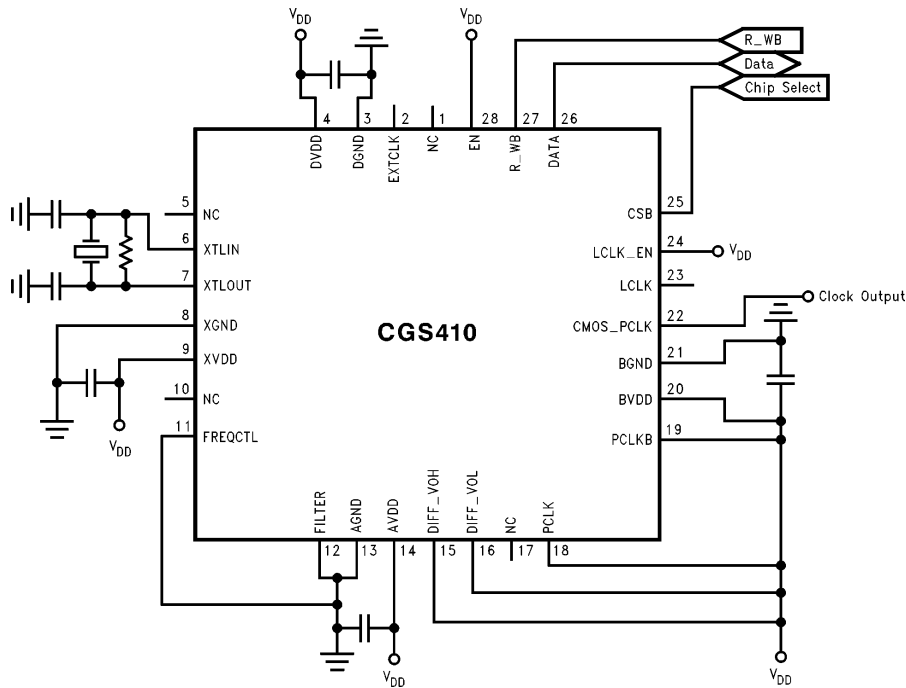 VDD
VDD
R_WB
Data
Chip Select
4
3
2
1
28
27
26
DVDD
DGND
EXTCLK
NC
EN
R_WB
DATA
5
NC
6
XTLIN
7
XTLOUT
8
XGND
9
XVDD
10
NC
11
FREQCTL
VDD
CGS410
CSB
25
LCLK_EN
24
VDD
LCLK
23
CMOS_PCLK
22
Clock Output
BGND
21
BVDD
20
PCLKB
19
FILTER
AGND
AVDD
DIFF_VOH
DIFF_VOL
NC
PCLK
12
13
14
15
16
17
18
VDD
VDD